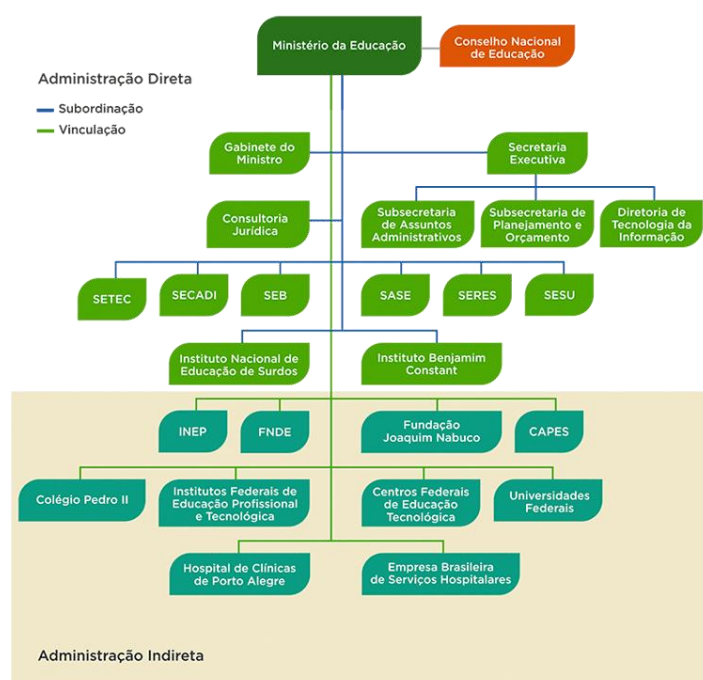 Ministério da Educação
Conselho Nacional
de Educação
Administração Direta
Subordinação
Vinculação
Gabinete do
Ministro
Secretaria
Executiva
Consultoria
Jurídica
Subsecretaria
de Assuntos
Administrativos
Subsecretaria de
Planejamento e
Orçamento
Diretoria de
Tecnologia da
Informação
SETEC
SECADI
SEB
SASE
SERES
SESU
Instituto Nacional de
Educação de Surdos
Instituto Benjamim
Constant
INEP
FNDE
Fundação
Joaquim Nabuco
CAPES
Colégio Pedro II
Institutos Federais de
Educação Profissional
e Tecnológica
Centros Federais
de Educação
Tecnológica
Universidades
Federais
Hospital de Clínicas
de Porto Alegre
Empresa Brasileira
de Serviços Hospitalares
Administração Indireta